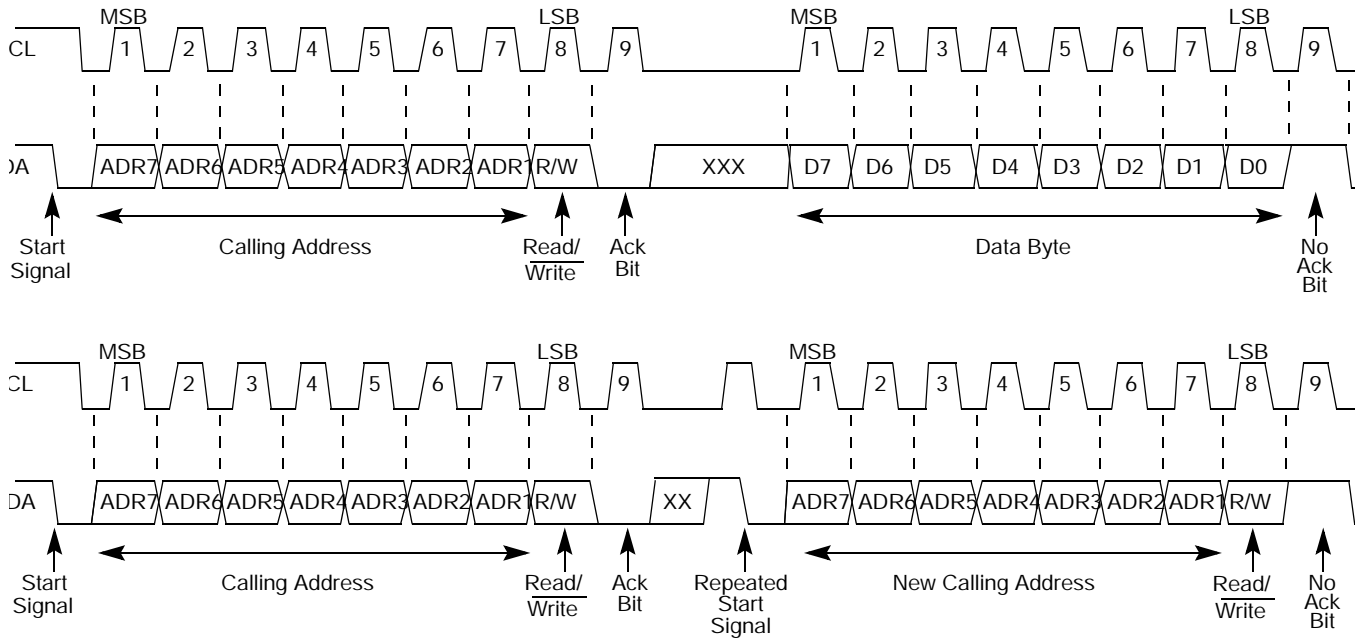 MSB LSB MSB LSB
CL 1 2 3 4 5 6 7 8 9 1 2 3 4 5 6 7 8 9
DA ADR7 ADR6 ADR5 ADR4 ADR3 ADR2 ADR1 R/W XXX D7 D6 D5 D4 D3 D2 D1 D0
Start Calling Address Read/ Ack Data Byte No
Signal Write Bit Ack
Bit
MSB LSB MSB LSB
CL 1 2 3 4 5 6 7 8 9 1 2 3 4 5 6 7 8 9
DA ADR7 ADR6 ADR5 ADR4 ADR3 ADR2 ADR1 R/W XX ADR7 ADR6 ADR5 ADR4 ADR3 ADR2 ADR1 R/W
Start Calling Address Read/ Ack Repeated New Calling Address Read/ No
Signal Write Bit Start Write Ack
Signal Bit